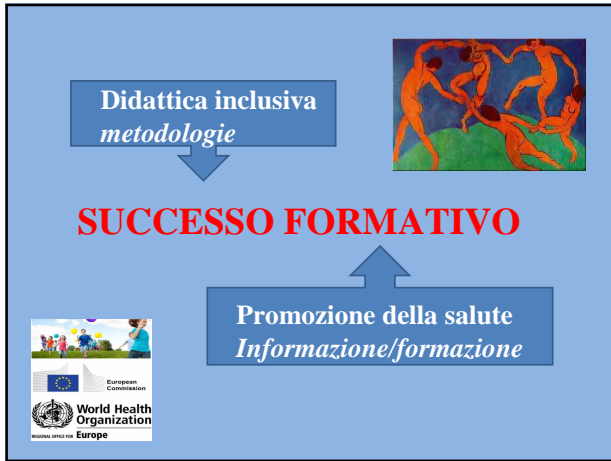 Didattica inclusiva
metodologie
SUCCESSO FORMATIVO
Promozione della salute
Informazione/formazione
European
Commission
World Health
Organization
REGIONAL OFFICE FOR Europe